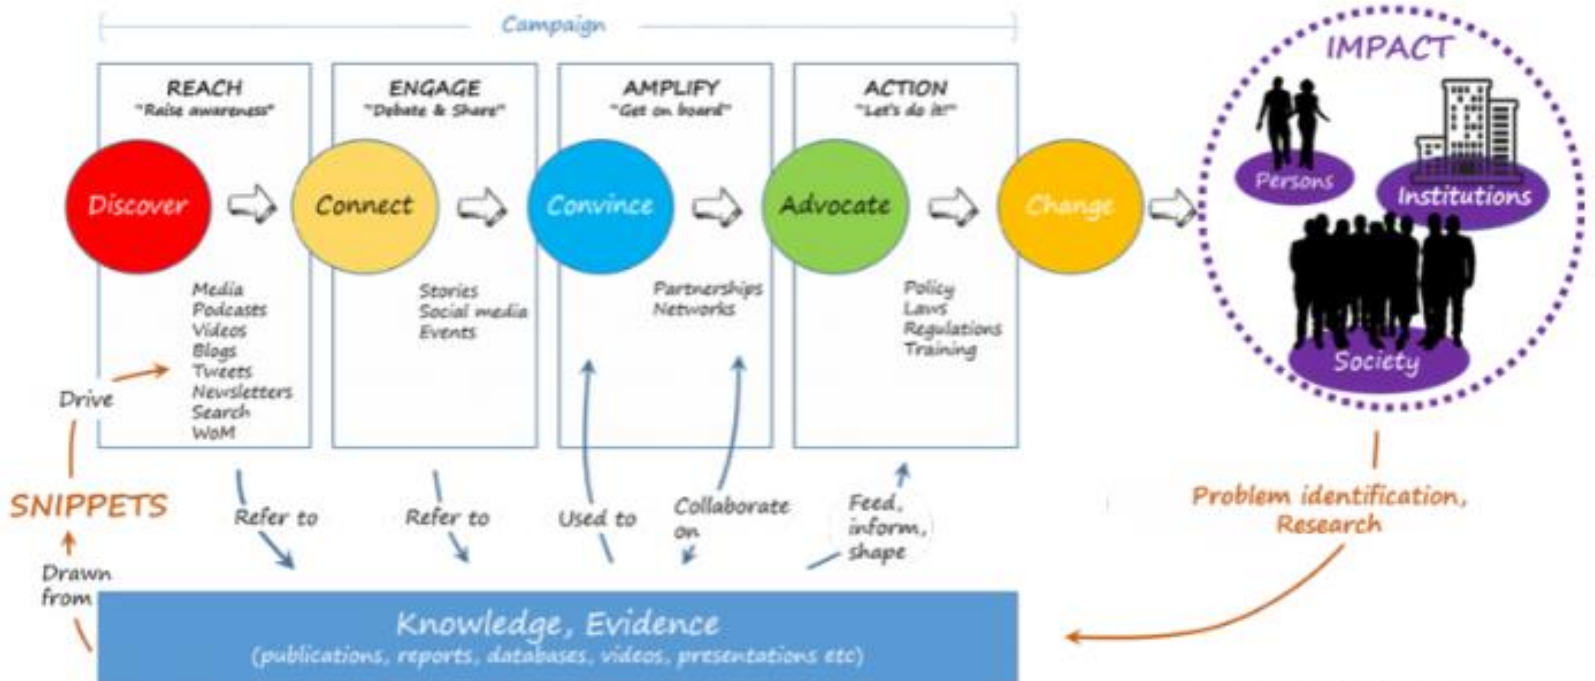 Campaign
REACH
"Raise awareness"
ENGAGE
"Debate & Share"
AMPLIFY
"Get on board"
ACTION
"Let's do it!"
IMPACT
Discover
Connect
Convince
Advocate
Change
Persons
Institutions
Society
Media
Podcasts
Videos
Blogs
Tweets
Newsletters
Search
WoM
Stories
Social media
Events
Partnerships
Networks
Policy
Laws
Regulations
Training
Drive
SNIPPETS
Drawn
from
Refer to
Refer to
Used to
Collaborate
on
Feed,
inform,
shape
Problem identification,
Research
Knowledge, Evidence
(publications, reports, databases, videos, presentations etc)